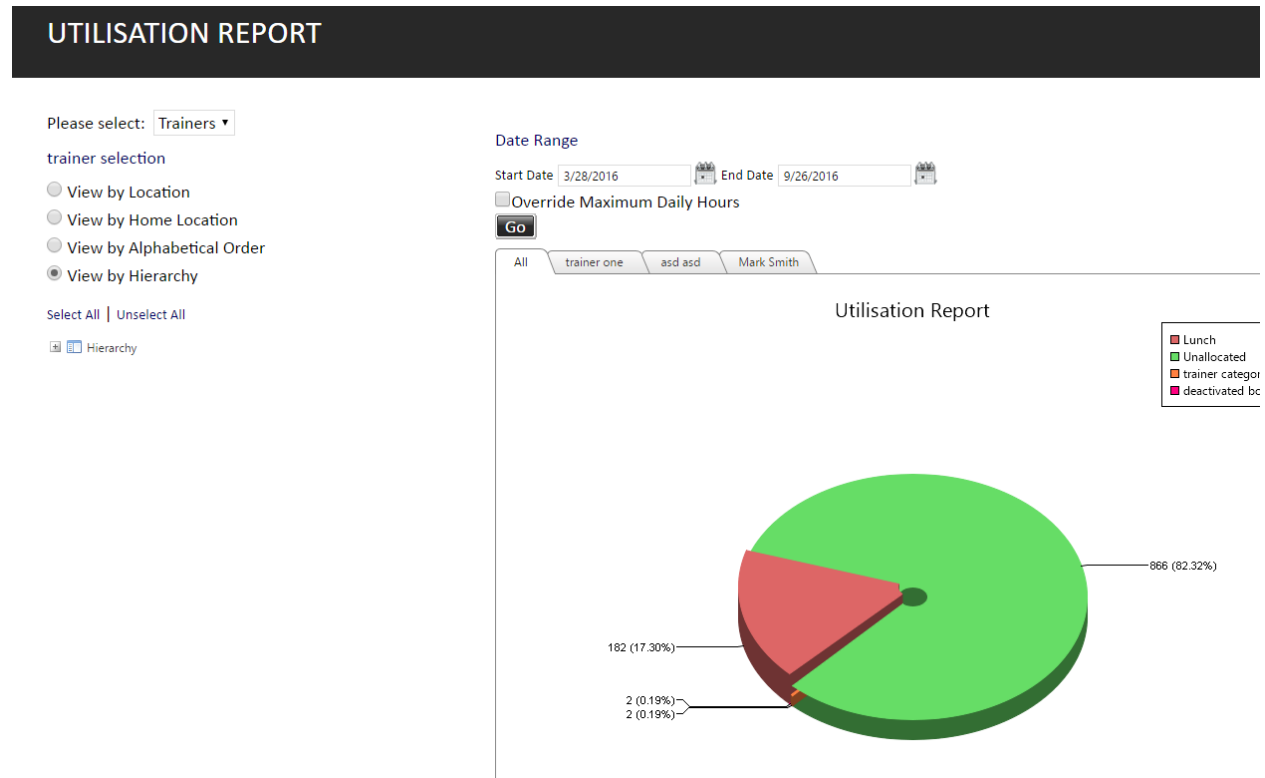 UTILISATION REPORT
Please select: Trainers
trainer selection
View by Location
View by Home Location
View by Alphabetical Order
View by Hierarchy
Select All | Unselect All
Hierarchy
Date Range
Start Date 3/28/2016 End Date 9/26/2016
Override Maximum Daily Hours
Go
All trainer one asd asd Mark Smith
Utilisation Report
Lunch
Unallocated
trainer categor
deactivated bo
866 (82.32%)
182 (17.30%)
2 (0.19%)
2 (0.19%)